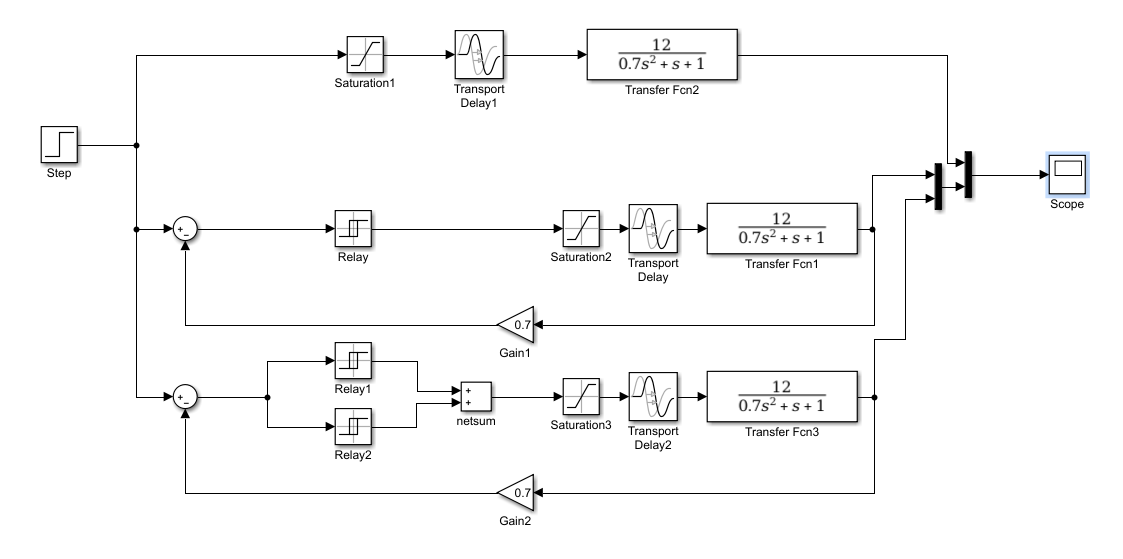 12
0.7s² + s + 1
Saturation1
Transport
Delay1
Transfer Fcn2
Step
+
−
Relay
Saturation2
Transport
Delay
12
0.7s² + s + 1
Transfer Fcn1
Scope
0.7
Gain1
Relay1
+
−
Relay2
+
+
netsum
Saturation3
Transport
Delay2
12
0.7s² + s + 1
Transfer Fcn3
0.7
Gain2